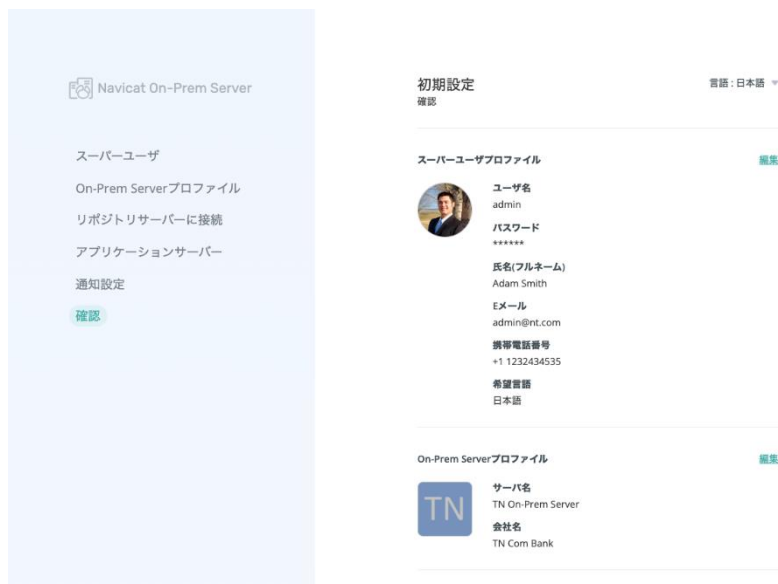 Navicat On-Prem Server
スーパーユーザ
On-Prem Serverプロファイル
リポジトリサーバーに接続
アプリケーションサーバー
通知設定
確認
初期設定
言語 : 日本語
確認
スーパーユーザプロファイル
編集
ユーザ名
admin
パスワード
******
氏名(フルネーム)
Adam Smith
Eメール
admin@nt.com
携帯電話番号
+1 1232434535
希望言語
日本語
On-Prem Serverプロファイル
編集
TN
サーバ名
TN On-Prem Server
会社名
TN Com Bank